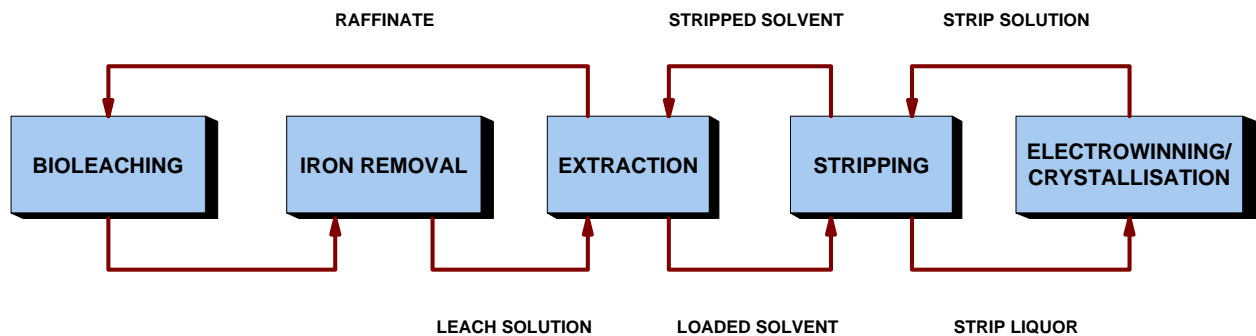 RAFFINATE
STRIPPED SOLVENT
STRIP SOLUTION
BIOLEACHING
IRON REMOVAL
EXTRACTION
STRIPPING
ELECTROWINNING/
CRYSTALLISATION
LEACH SOLUTION
LOADED SOLVENT
STRIP LIQUOR